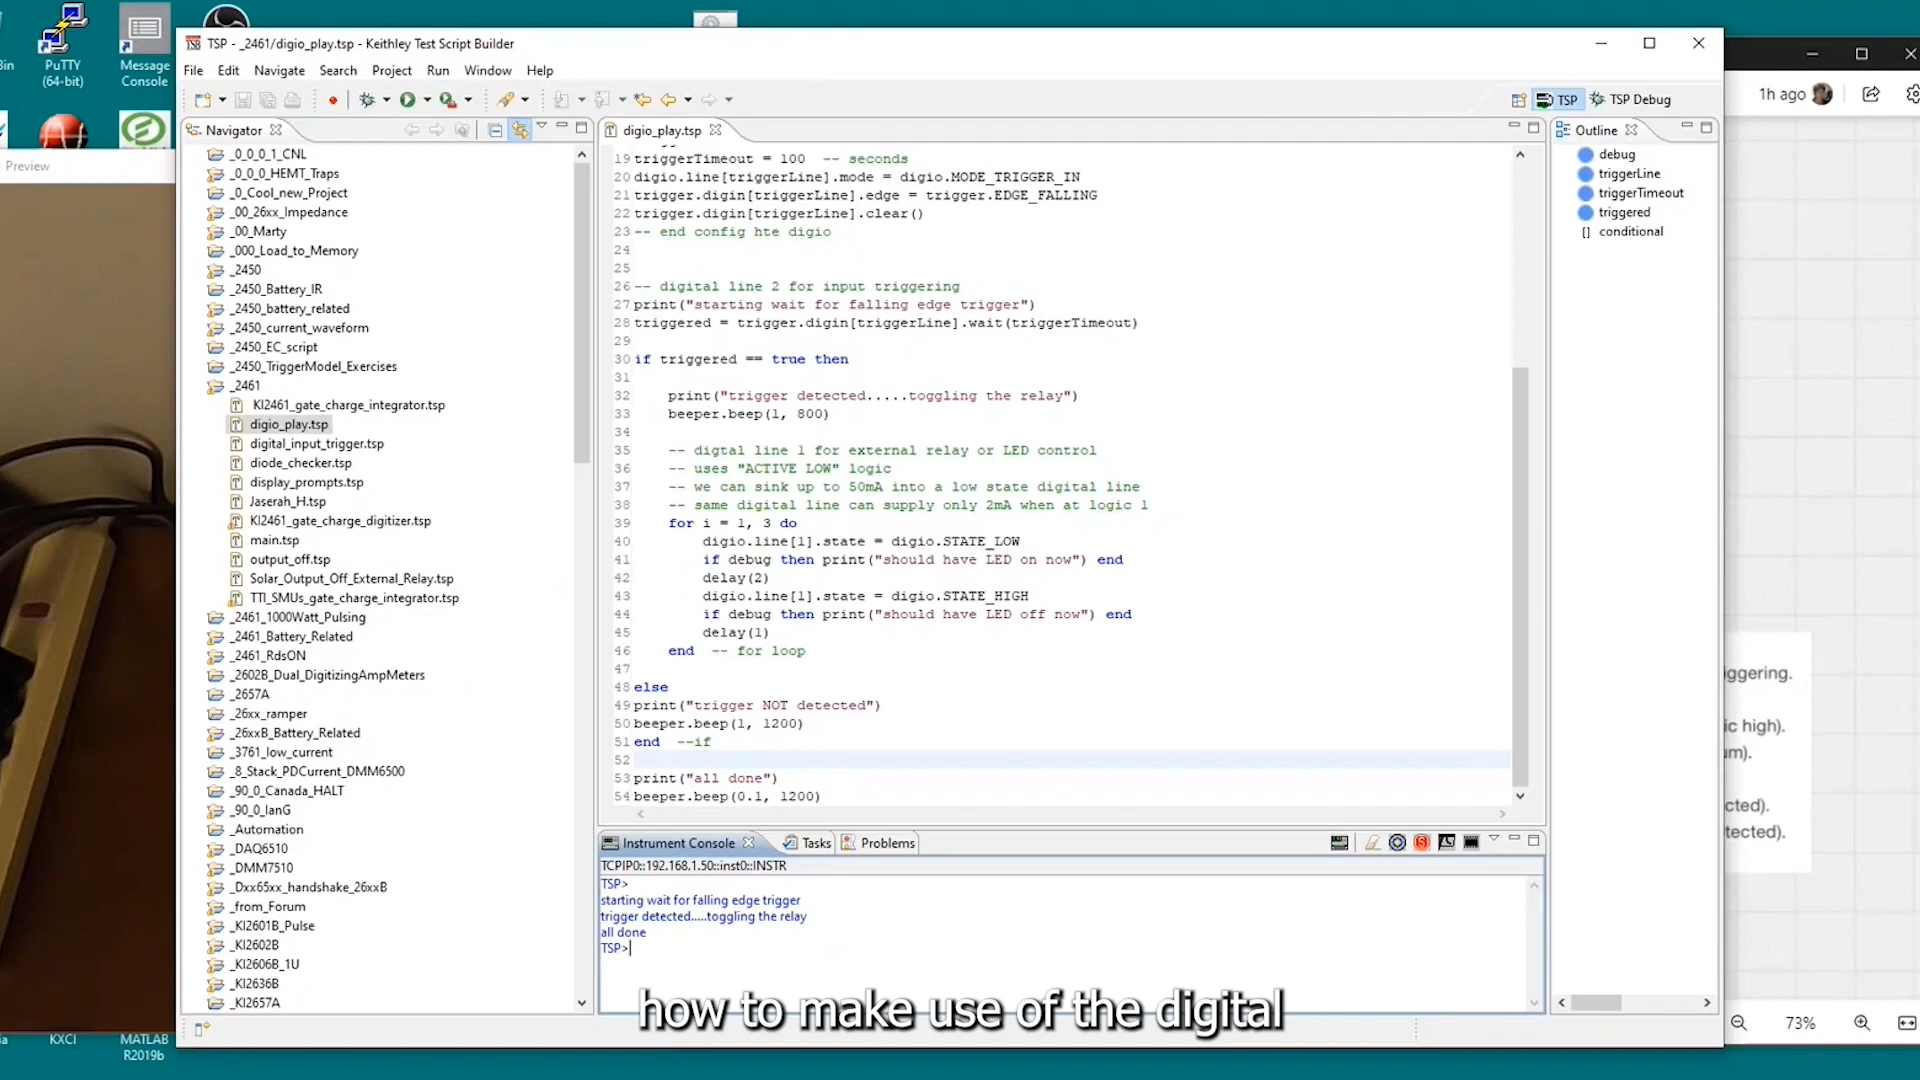 PuTTY
(64-bit)
Message
Console
Preview
KXCI
MATLAB
R2019b
TSP - _2461/digio_play.tsp - Keithley Test Script Builder
File Edit Navigate Search Project Run Window Help
TSP TSP Debug
Navigator
_0_0_0_1_CNL
_0_0_0_HEMT_Traps
_0_Cool_new_Project
_00_26xx_Impedance
_00_Marty
_000_Load_to_Memory
_2450
_2450_Battery_IR
_2450_battery_related
_2450_current_waveform
_2450_EC_script
_2450_TriggerModel_Exercises
_2461
KI2461_gate_charge_integrator.tsp
digio_play.tsp
digital_input_trigger.tsp
diode_checker.tsp
display_prompts.tsp
Jaserah_H.tsp
KI2461_gate_charge_digitizer.tsp
main.tsp
output_off.tsp
Solar_Output_Off_External_Relay.tsp
TTI_SMUs_gate_charge_integrator.tsp
_2461_1000Watt_Pulsing
_2461_Battery_Related
_2461_RdsON
_2602B_Dual_DigitizingAmpMeters
_2657A
_26xx_ramper
_26xxB_Battery_Related
_3761_low_current
_8_Stack_PDCurrent_DMM6500
_90_0_Canada_HALT
_90_0_IanG
_Automation
_DAQ6510
_DMM7510
_Dxx65xx_handshake_26xxB
_from_Forum
_KI2601B_Pulse
_KI2602B
_KI2606B_1U
_KI2636B
_KI2657A
digio_play.tsp
19 triggerTimeout = 100 -- seconds
20 digio.line[triggerLine].mode = digio.MODE_TRIGGER_IN
21 trigger.digin[triggerLine].edge = trigger.EDGE_FALLING
22 trigger.digin[triggerLine].clear()
23 -- end config hte digio
24
25
26 -- digital line 2 for input triggering
27 print("starting wait for falling edge trigger")
28 triggered = trigger.digin[triggerLine].wait(triggerTimeout)
29
30 if triggered == true then
31
32 print("trigger detected.....toggling the relay")
33 beeper.beep(1, 800)
34
35 -- digtal line 1 for external relay or LED control
36 -- uses "ACTIVE LOW" logic
37 -- we can sink up to 50mA into a low state digital line
38 -- same digital line can supply only 2mA when at logic 1
39 for i = 1, 3 do
40 digio.line[1].state = digio.STATE_LOW
41 if debug then print("should have LED on now") end
42 delay(2)
43 digio.line[1].state = digio.STATE_HIGH
44 if debug then print("should have LED off now") end
45 delay(1)
46 end -- for loop
47
48 else
49 print("trigger NOT detected")
50 beeper.beep(1, 1200)
51 end --if
52
53 print("all done")
54 beeper.beep(0.1, 1200)
Instrument Console Tasks Problems
TCPIP0::192.168.1.50::inst0::INSTR
TSP>
starting wait for falling edge trigger
trigger detected.....toggling the relay
all done
TSP>
Outline
debug
triggerLine
triggerTimeout
triggered
conditional
1h ago
iggering.
ic high).
um).
cted).
tected).
73%
how to make use of the digital